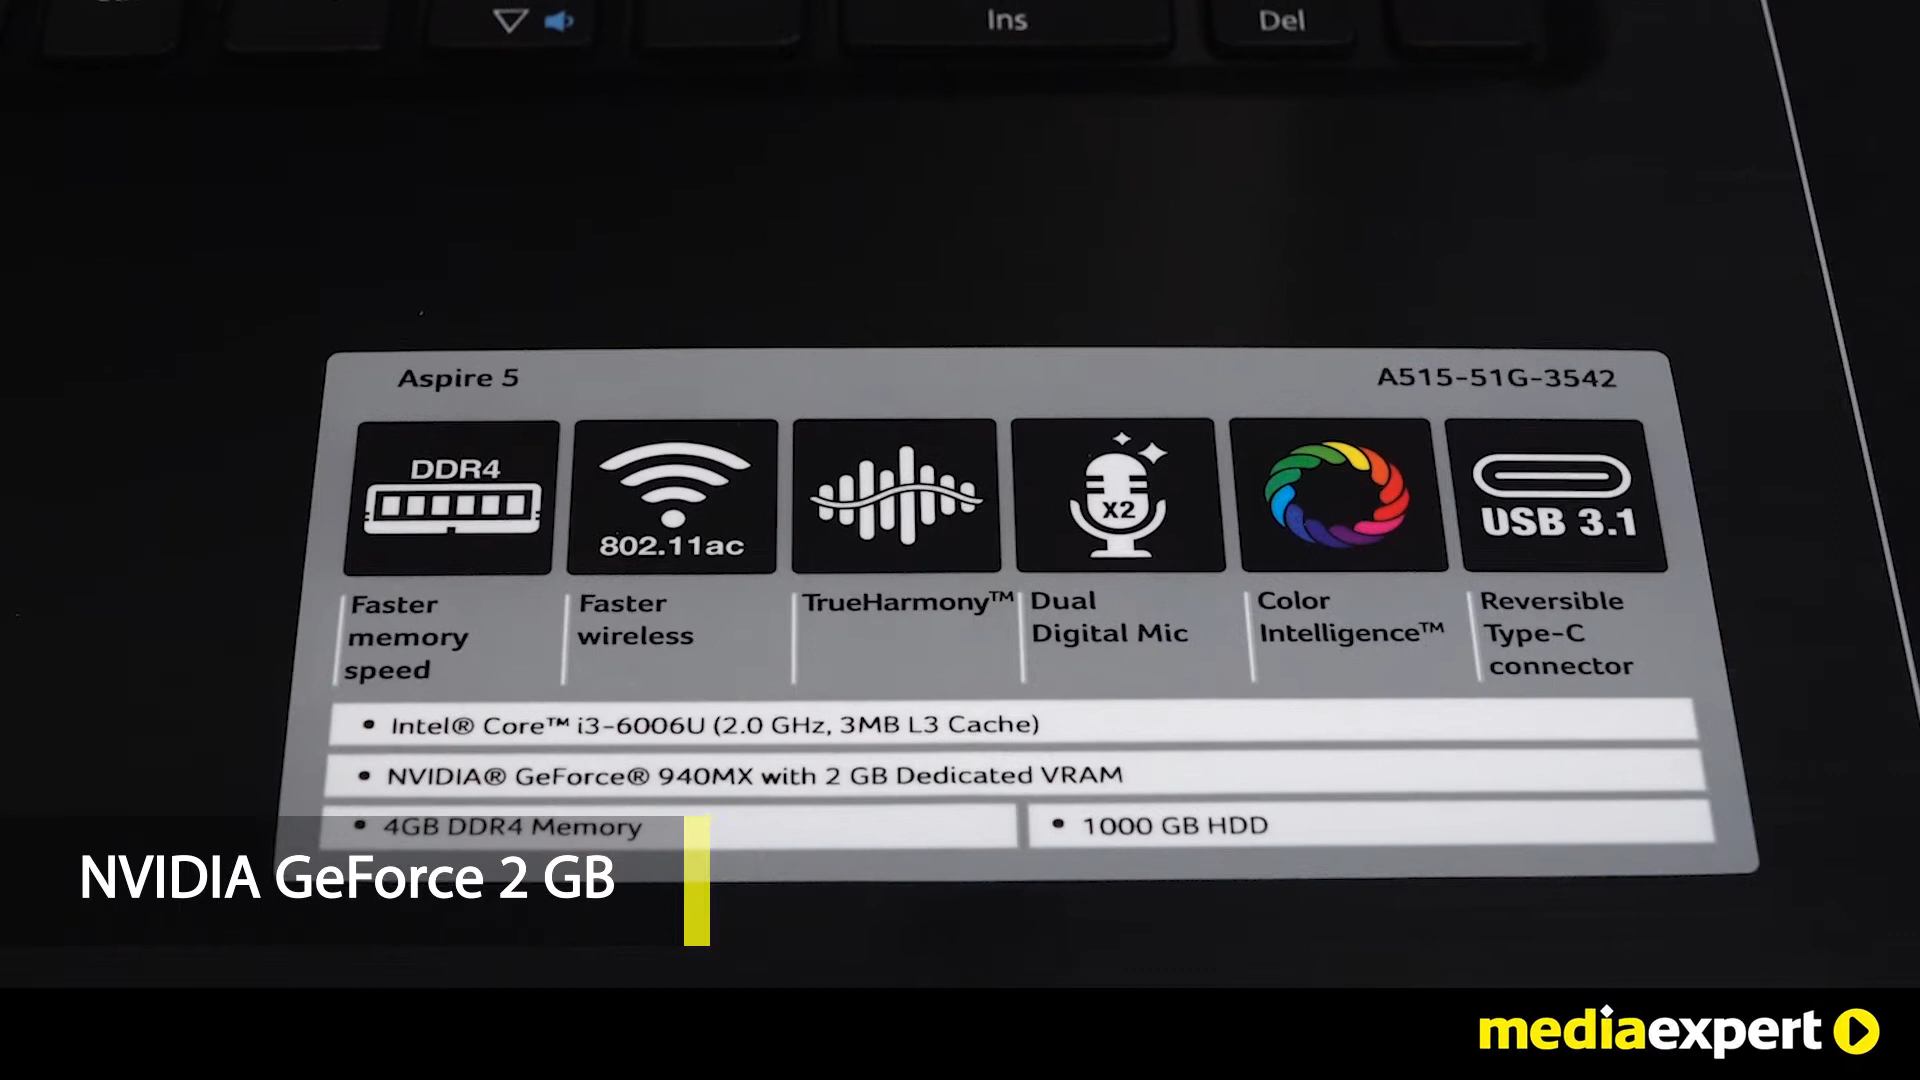 Ins
Del
Aspire 5
A515-51G-3542
DDR4
802.11ac
X2
USB 3.1
Faster
memory
speed
Faster
wireless
TrueHarmony™
Dual
Digital Mic
Color
Intelligence™
Reversible
Type-C
connector
• Intel® Core™ i3-6006U (2.0 GHz, 3MB L3 Cache)
• NVIDIA® GeForce® 940MX with 2 GB Dedicated VRAM
• 4GB DDR4 Memory
• 1000 GB HDD
NVIDIA GeForce 2 GB
mediaexpert